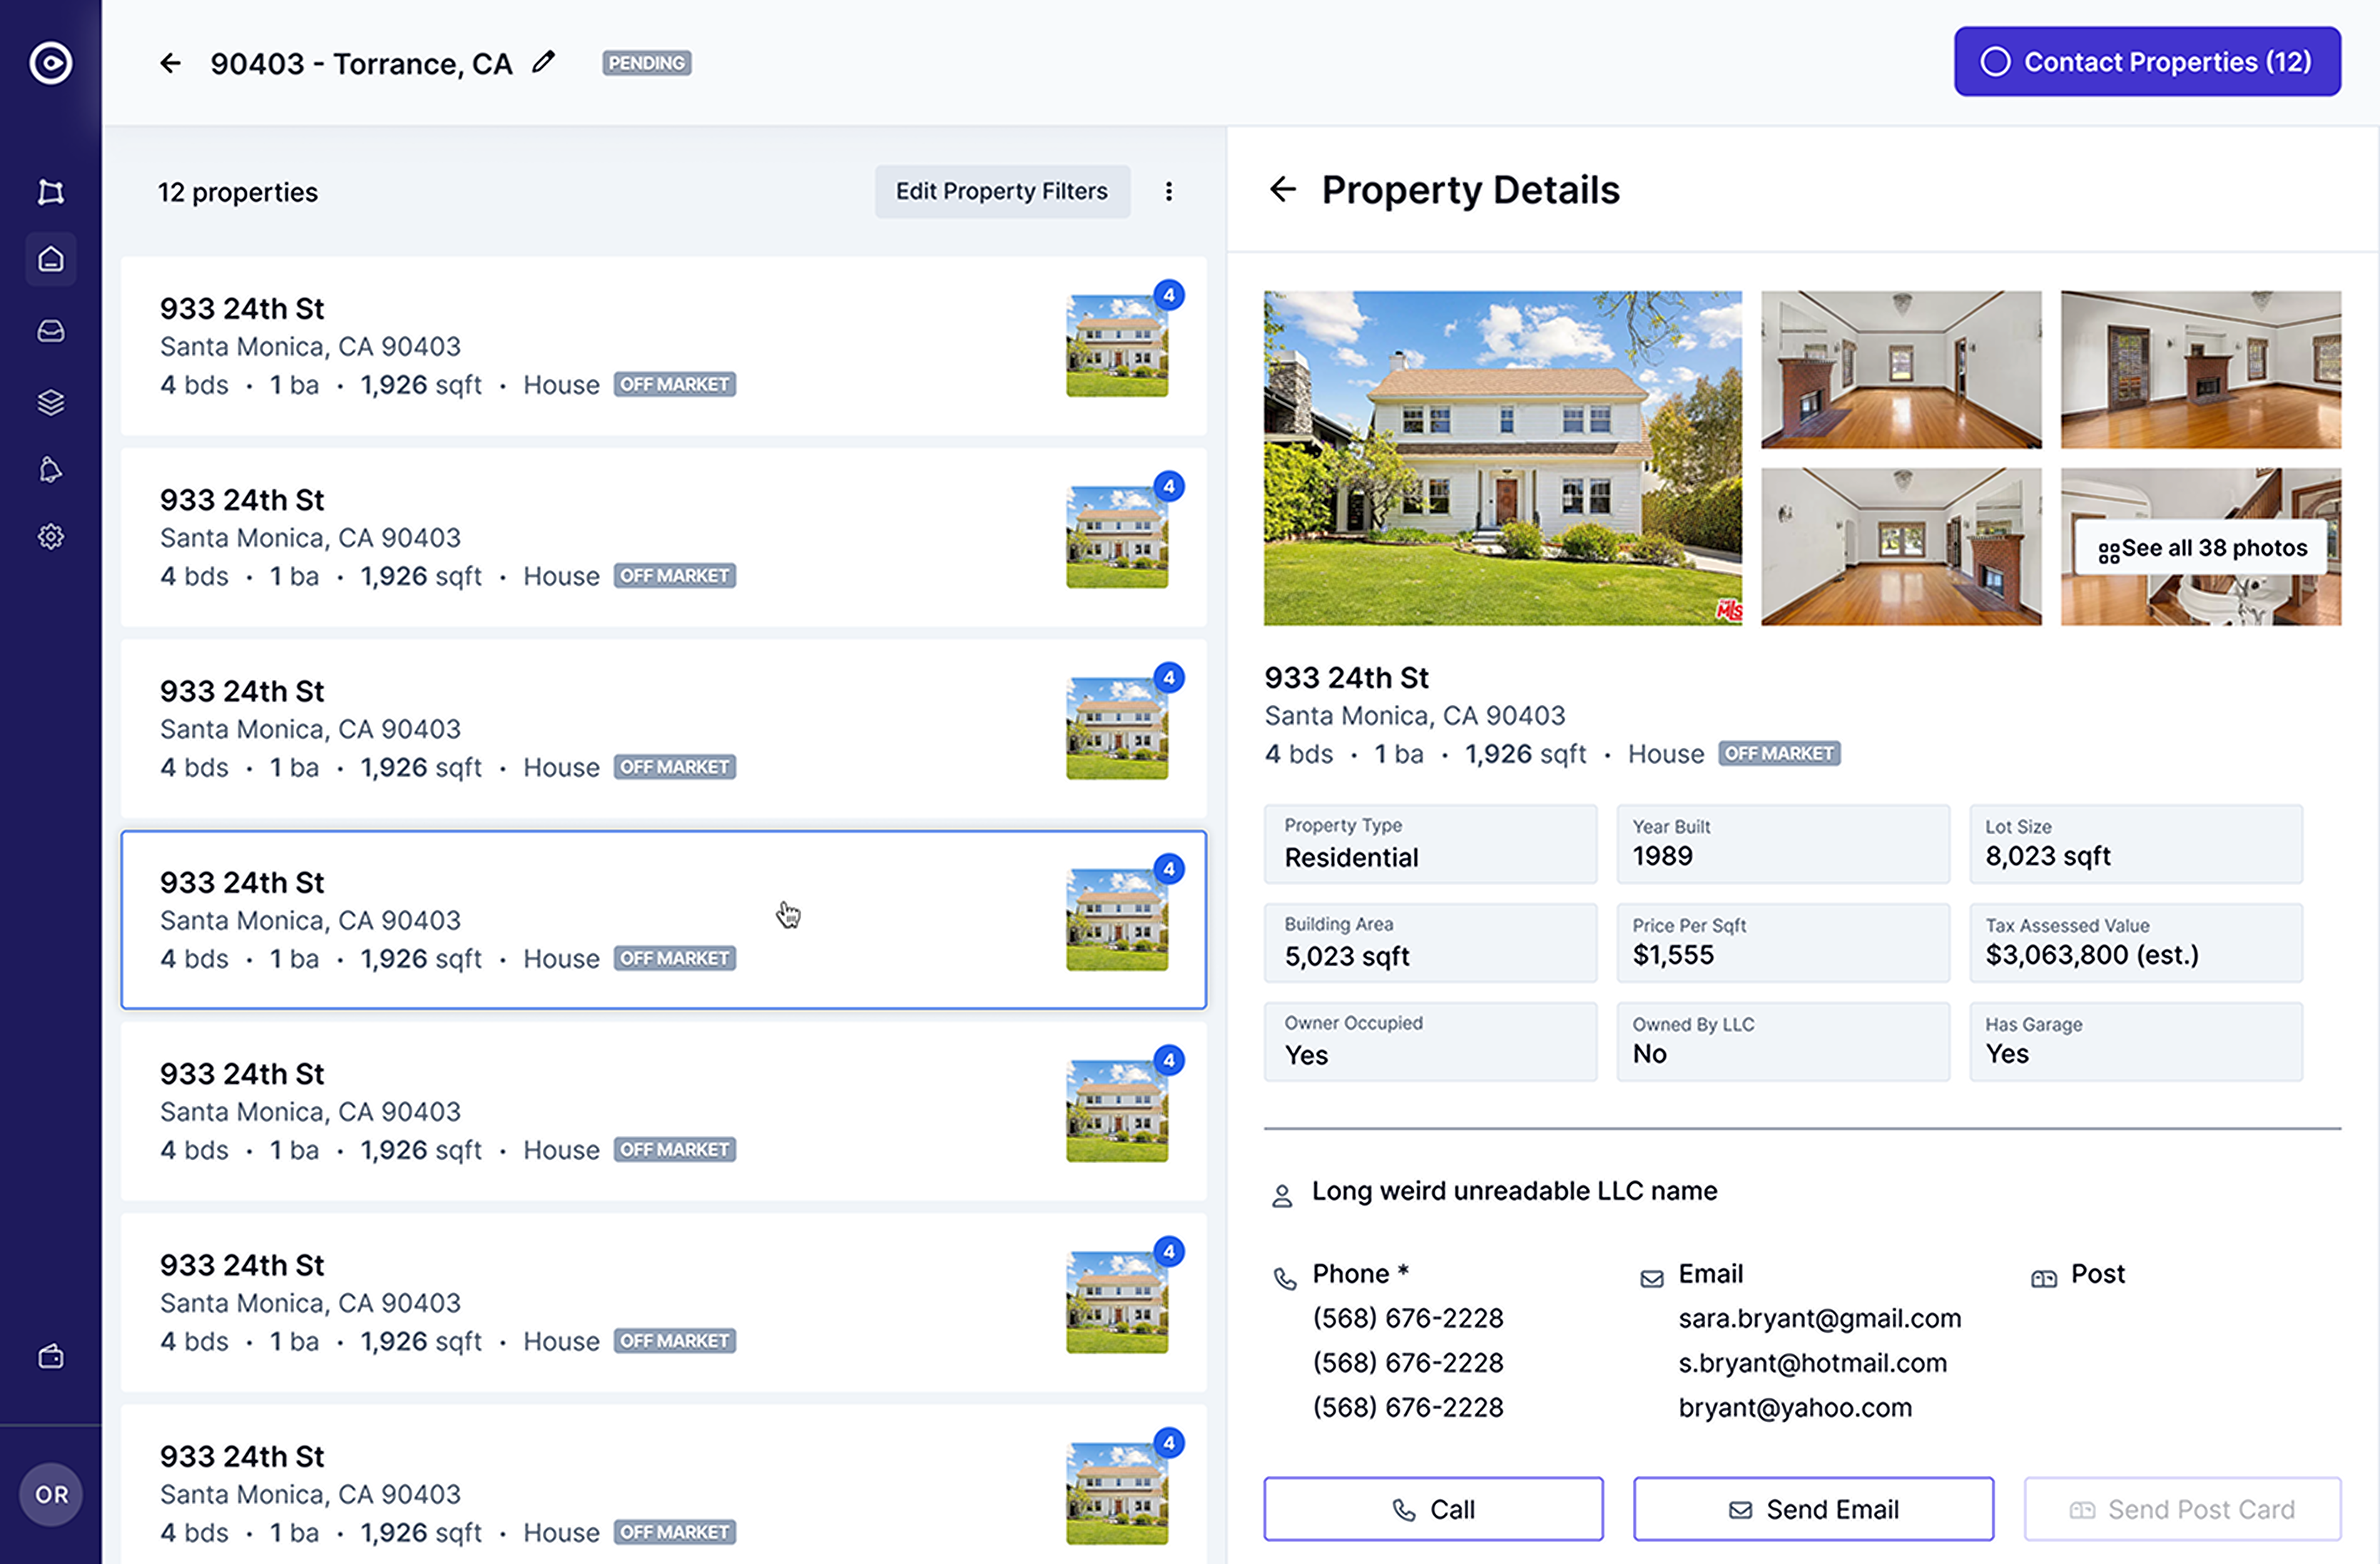 90403 - Torrance, CA PENDING
Contact Properties (12)
12 properties
Edit Property Filters
933 24th St
Santa Monica, CA 90403
4 bds · 1 ba · 1,926 sqft · House OFF MARKET
4
933 24th St
Santa Monica, CA 90403
4 bds · 1 ba · 1,926 sqft · House OFF MARKET
4
933 24th St
Santa Monica, CA 90403
4 bds · 1 ba · 1,926 sqft · House OFF MARKET
4
933 24th St
Santa Monica, CA 90403
4 bds · 1 ba · 1,926 sqft · House OFF MARKET
4
933 24th St
Santa Monica, CA 90403
4 bds · 1 ba · 1,926 sqft · House OFF MARKET
4
933 24th St
Santa Monica, CA 90403
4 bds · 1 ba · 1,926 sqft · House OFF MARKET
4
933 24th St
Santa Monica, CA 90403
4 bds · 1 ba · 1,926 sqft · House OFF MARKET
4
OR
Property Details
MLS
See all 38 photos
933 24th St
Santa Monica, CA 90403
4 bds · 1 ba · 1,926 sqft · House OFF MARKET
Property Type
Residential
Year Built
1989
Lot Size
8,023 sqft
Building Area
5,023 sqft
Price Per Sqft
$1,555
Tax Assessed Value
$3,063,800 (est.)
Owner Occupied
Yes
Owned By LLC
No
Has Garage
Yes
Long weird unreadable LLC name
Phone *
(568) 676-2228
(568) 676-2228
(568) 676-2228
Email
sara.bryant@gmail.com
s.bryant@hotmail.com
bryant@yahoo.com
Post
Call
Send Email
Send Post Card